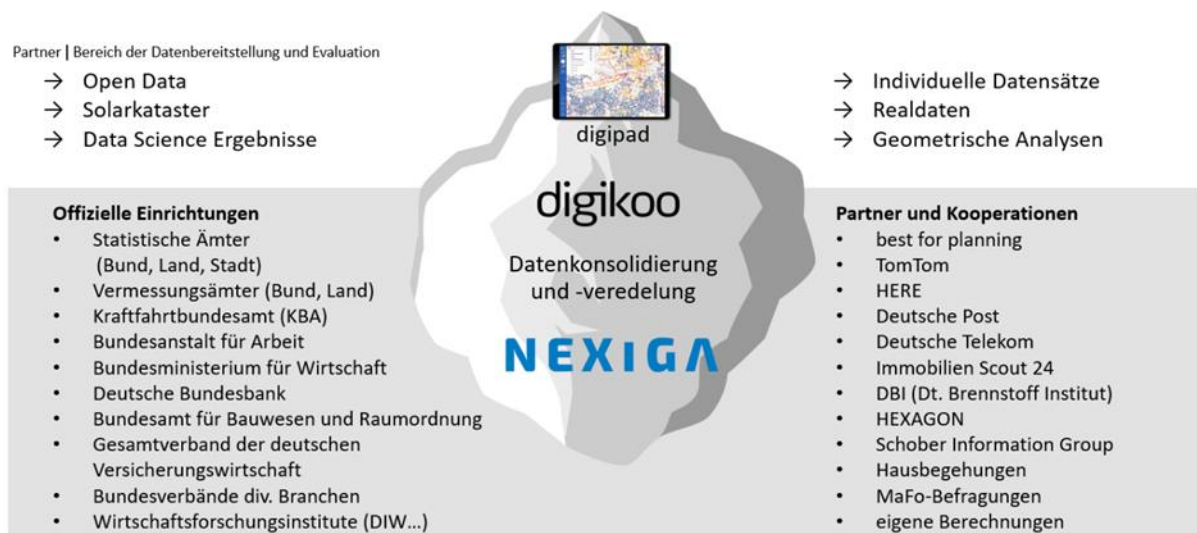 Partner | Bereich der Datenbereitstellung und Evaluation
→ Open Data
→ Solarkataster
→ Data Science Ergebnisse
digipad
→ Individuelle Datensätze
→ Realdaten
→ Geometrische Analysen
Offizielle Einrichtungen
• Statistische Ämter
(Bund, Land, Stadt)
• Vermessungsämter (Bund, Land)
• Kraftfahrtbundesamt (KBA)
• Bundesanstalt für Arbeit
• Bundesministerium für Wirtschaft
• Deutsche Bundesbank
• Bundesamt für Bauwesen und Raumordnung
• Gesamtverband der deutschen
Versicherungswirtschaft
• Bundesverbände div. Branchen
• Wirtschaftsforschungsinstitute (DIW...)
digikoo
Datenkonsolidierung
und -veredelung
NEXIGA
Partner und Kooperationen
• best for planning
• TomTom
• HERE
• Deutsche Post
• Deutsche Telekom
• Immobilien Scout 24
• DBI (Dt. Brennstoff Institut)
• HEXAGON
• Schober Information Group
• Hausbegehungen
• MaFo-Befragungen
• eigene Berechnungen